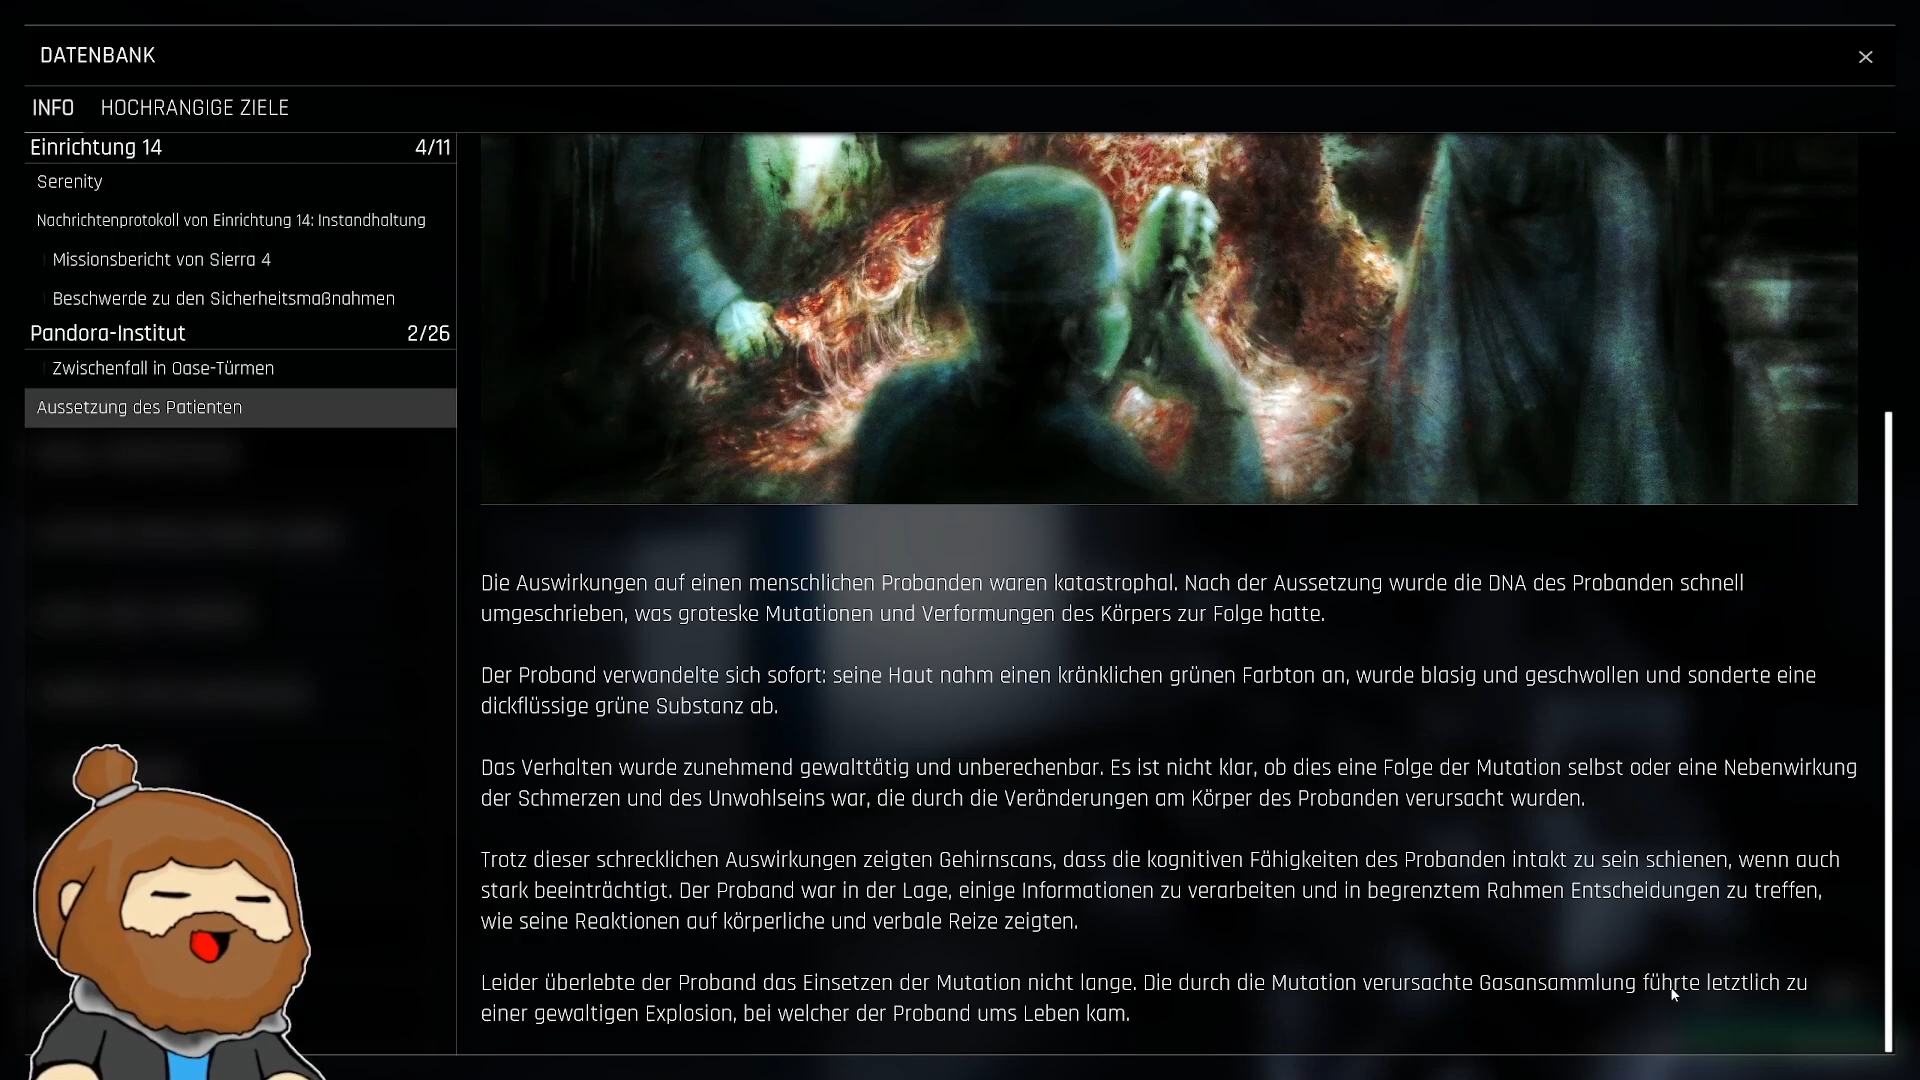 DATENBANK
INFO HOCHRANGIGE ZIELE
Einrichtung 14 4/11
Serenity
Nachrichtenprotokoll von Einrichtung 14: Instandhaltung
Missionsbericht von Sierra 4
Beschwerde zu den Sicherheitsmaßnahmen
Pandora-Institut 2/26
Zwischenfall in Oase-Türmen
Aussetzung des Patienten
Die Auswirkungen auf einen menschlichen Probanden waren katastrophal. Nach der Aussetzung wurde die DNA des Probanden schnell
umgeschrieben, was groteske Mutationen und Verformungen des Körpers zur Folge hatte.
Der Proband verwandelte sich sofort: seine Haut nahm einen kränklichen grünen Farbton an, wurde blasig und geschwollen und sonderte eine
dickflüssige grüne Substanz ab.
Das Verhalten wurde zunehmend gewalttätig und unberechenbar. Es ist nicht klar, ob dies eine Folge der Mutation selbst oder eine Nebenwirkung
der Schmerzen und des Unwohlseins war, die durch die Veränderungen am Körper des Probanden verursacht wurden.
Trotz dieser schrecklichen Auswirkungen zeigten Gehirnscans, dass die kognitiven Fähigkeiten des Probanden intakt zu sein schienen, wenn auch
stark beeinträchtigt. Der Proband war in der Lage, einige Informationen zu verarbeiten und in begrenztem Rahmen Entscheidungen zu treffen,
wie seine Reaktionen auf körperliche und verbale Reize zeigten.
Leider überlebte der Proband das Einsetzen der Mutation nicht lange. Die durch die Mutation verursachte Gasansammlung führte letztlich zu
einer gewaltigen Explosion, bei welcher der Proband ums Leben kam.